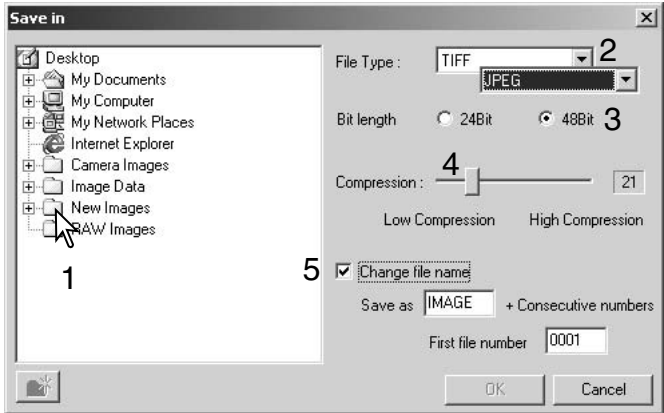 Save in
Desktop
My Documents
My Computer
My Network Places
Internet Explorer
Camera Images
Image Data
New Images
RAW Images
1
File Type :
TIFF
2
JPEG
Bit length
24Bit
48Bit
3
4
Compression :
21
Low Compression
High Compression
5
Change file name
Save as
IMAGE
+ Consecutive numbers
First file number
0001
OK
Cancel